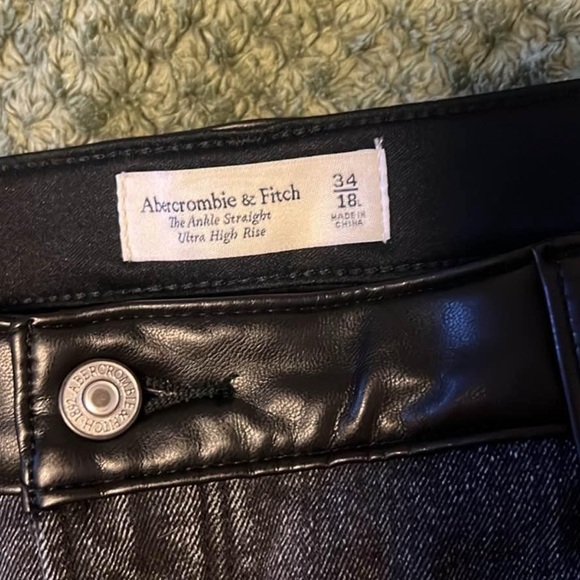 Abercrombie & Fitch
The Ankle Straight
Ultra High Rise
34
18L
MADE IN
CHINA
ABERCROMBIE & FITCH 1892